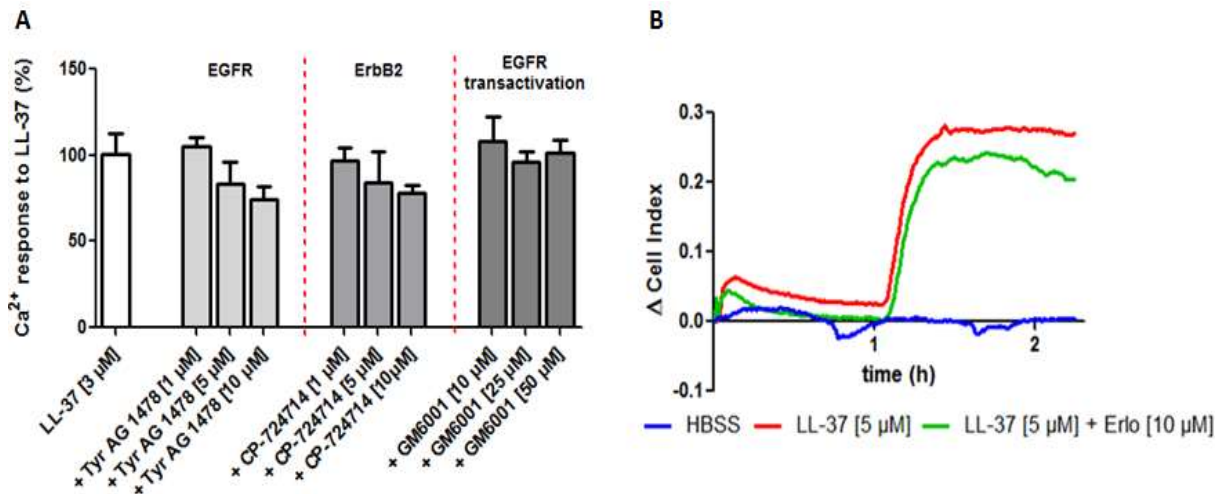 A
B
Ca²⁺ response to LL-37 (%)
150
100
50
0
EGFR
ErbB2
EGFR
transactivation
LL-37 [3 µM]
+ Tyr AG 1478 [1 µM]
+ Tyr AG 1478 [5 µM]
+ Tyr AG 1478 [10 µM]
+ CP-724714 [1 µM]
+ CP-724714 [5 µM]
+ CP-724714 [10µM]
+ GM6001 [10 µM]
+ GM6001 [25 µM]
+ GM6001 [50 µM]
Δ Cell Index
0.3
0.2
0.1
0.0
-0.1
1
2
time (h)
HBSS LL-37 [5 µM] LL-37 [5 µM] + Erlo [10 µM]